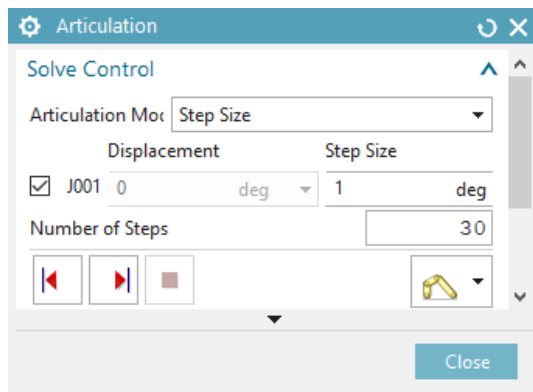 Articulation
Solve Control
Articulation Moc Step Size
Displacement Step Size
J001 0 deg 1 deg
Number of Steps 30
Close